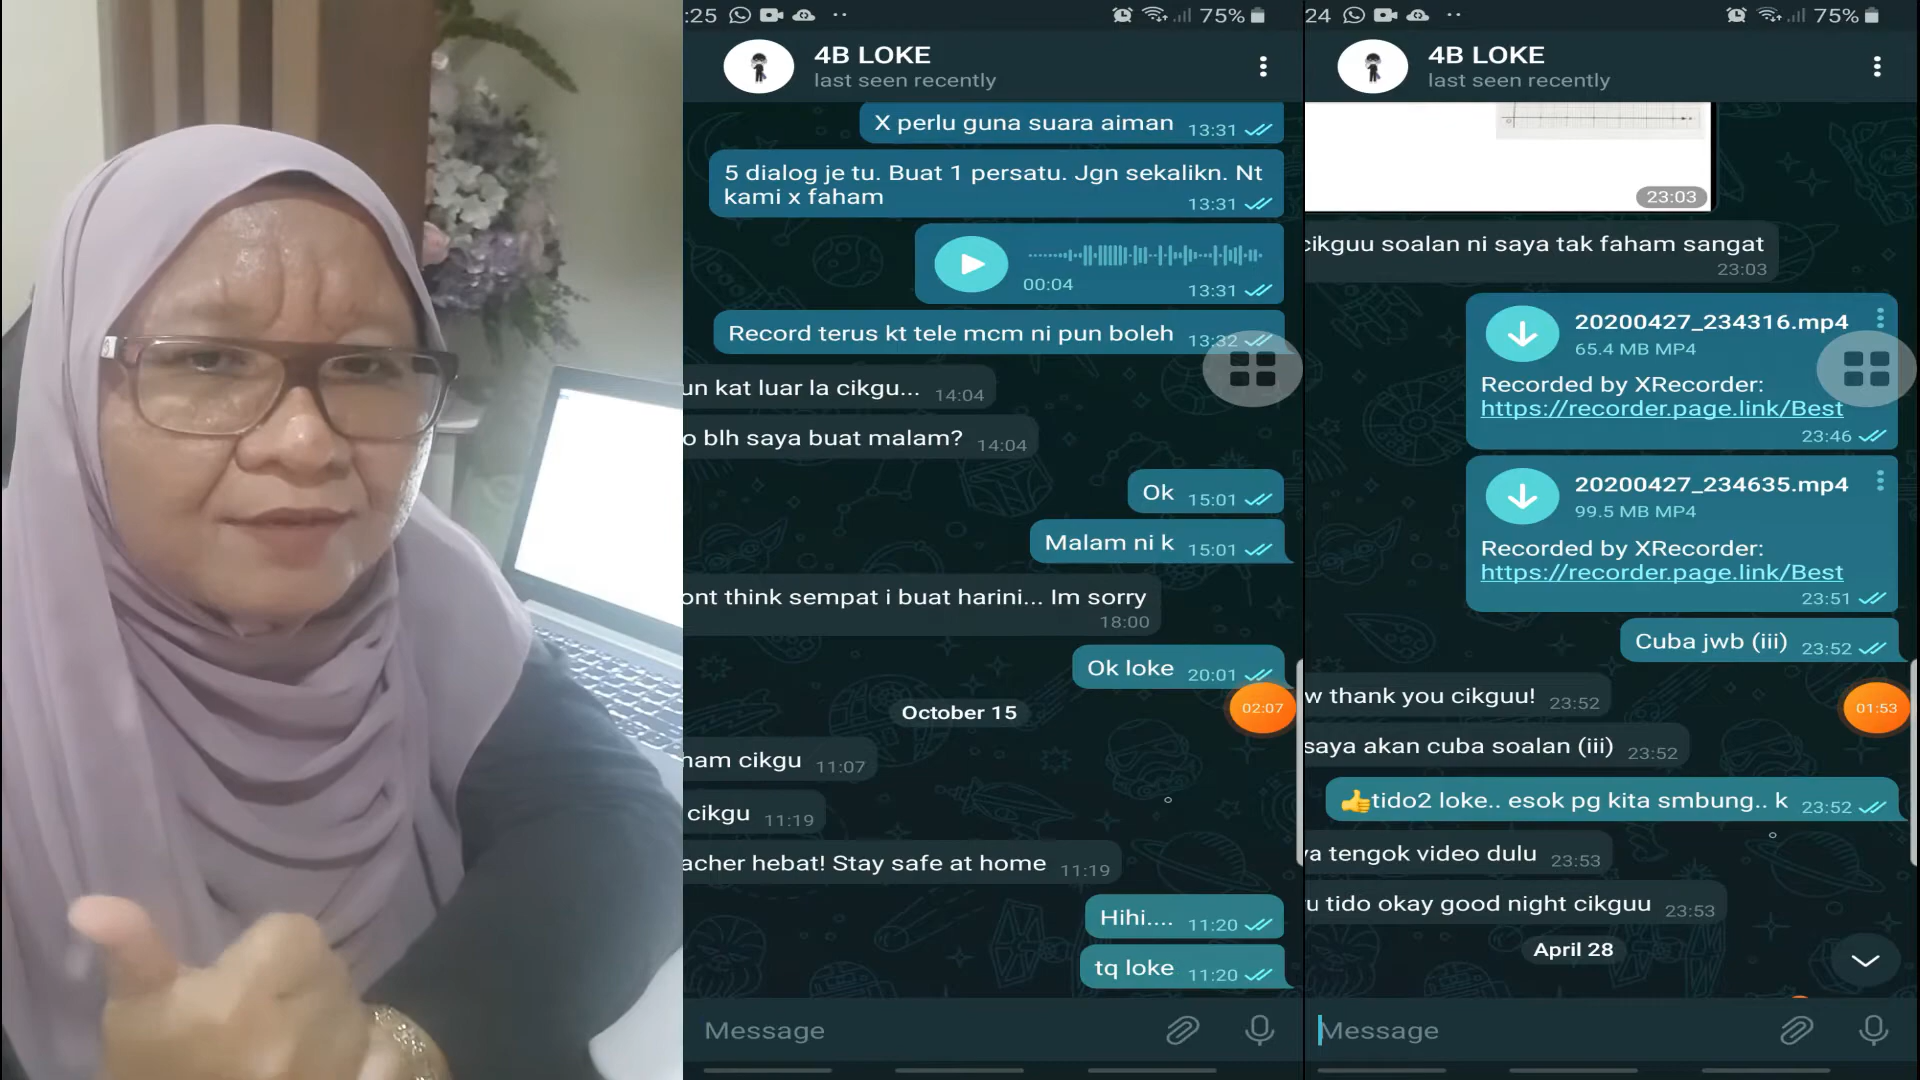 :25
75%
4B LOKE
last seen recently
X perlu guna suara aiman 13:31
5 dialog je tu. Buat 1 persatu. Jgn sekalikn. Nt
kami x faham 13:31
00:04 13:31
Record terus kt tele mcm ni pun boleh 13:32
un kat luar la cikgu... 14:04
o blh saya buat malam? 14:04
Ok 15:01
Malam ni k 15:01
ont think sempat i buat harini... Im sorry
18:00
Ok loke 20:01
02:07
October 15
ham cikgu 11:07
cikgu 11:19
acher hebat! Stay safe at home 11:19
Hihi.... 11:20
tq loke 11:20
Message
24
75%
4B LOKE
last seen recently
23:03
cikguu soalan ni saya tak faham sangat
23:03
20200427_234316.mp4
65.4 MB MP4
Recorded by XRecorder:
https://recorder.page.link/Best
23:46
20200427_234635.mp4
99.5 MB MP4
Recorded by XRecorder:
https://recorder.page.link/Best
23:51
Cuba jwb (iii) 23:52
w thank you cikguu! 23:52
01:53
saya akan cuba soalan (iii) 23:52
👍tido2 loke.. esok pg kita smbung.. k 23:52
ya tengok video dulu 23:53
u tido okay good night cikguu 23:53
April 28
Message